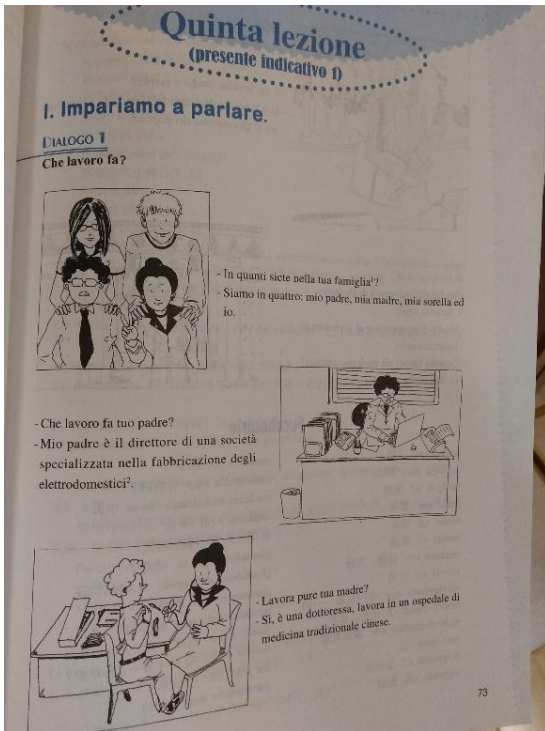 Quinta lezione
(presente indicativo 1)
I. Impariamo a parlare.
DIALOGO 1
Che lavoro fa?
- In quanti siete nella tua famiglia¹?
- Siamo in quattro: mio padre, mia madre, mia sorella ed
io.
- Che lavoro fa tuo padre?
- Mio padre è il direttore di una società
specializzata nella fabbricazione degli
elettrodomestici².
- Lavora pure tua madre?
- Sì, è una dottoressa, lavora in un ospedale di
medicina tradizionale cinese.
73